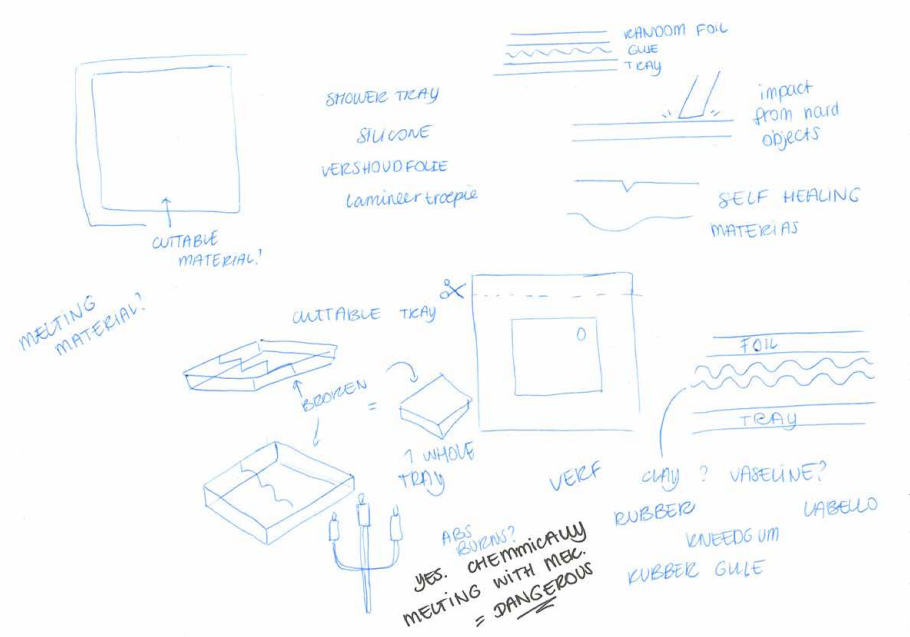 RANDOM FOIL
GLUE
TRAY
SHOWER TRAY
SILICONE
VERSHOUDFOLIE
Lamineer troepie
impact
from hard
objects
SELF HEALING
MATERIAS
CUTTABLE
MATERIAL?
MELTING
MATERIAL?
CUTTABLE TRAY
BROKEN
=
1 WHOLE
TRAY
FOIL
TRAY
VERF
CLAY ? VASELINE?
RUBBER
LABELLO
KNEEDGUM
RUBBER GULE
ABS
BURNS?
YES. CHEMMICALLY
MELTING WITH MEK.
= DANGEROUS